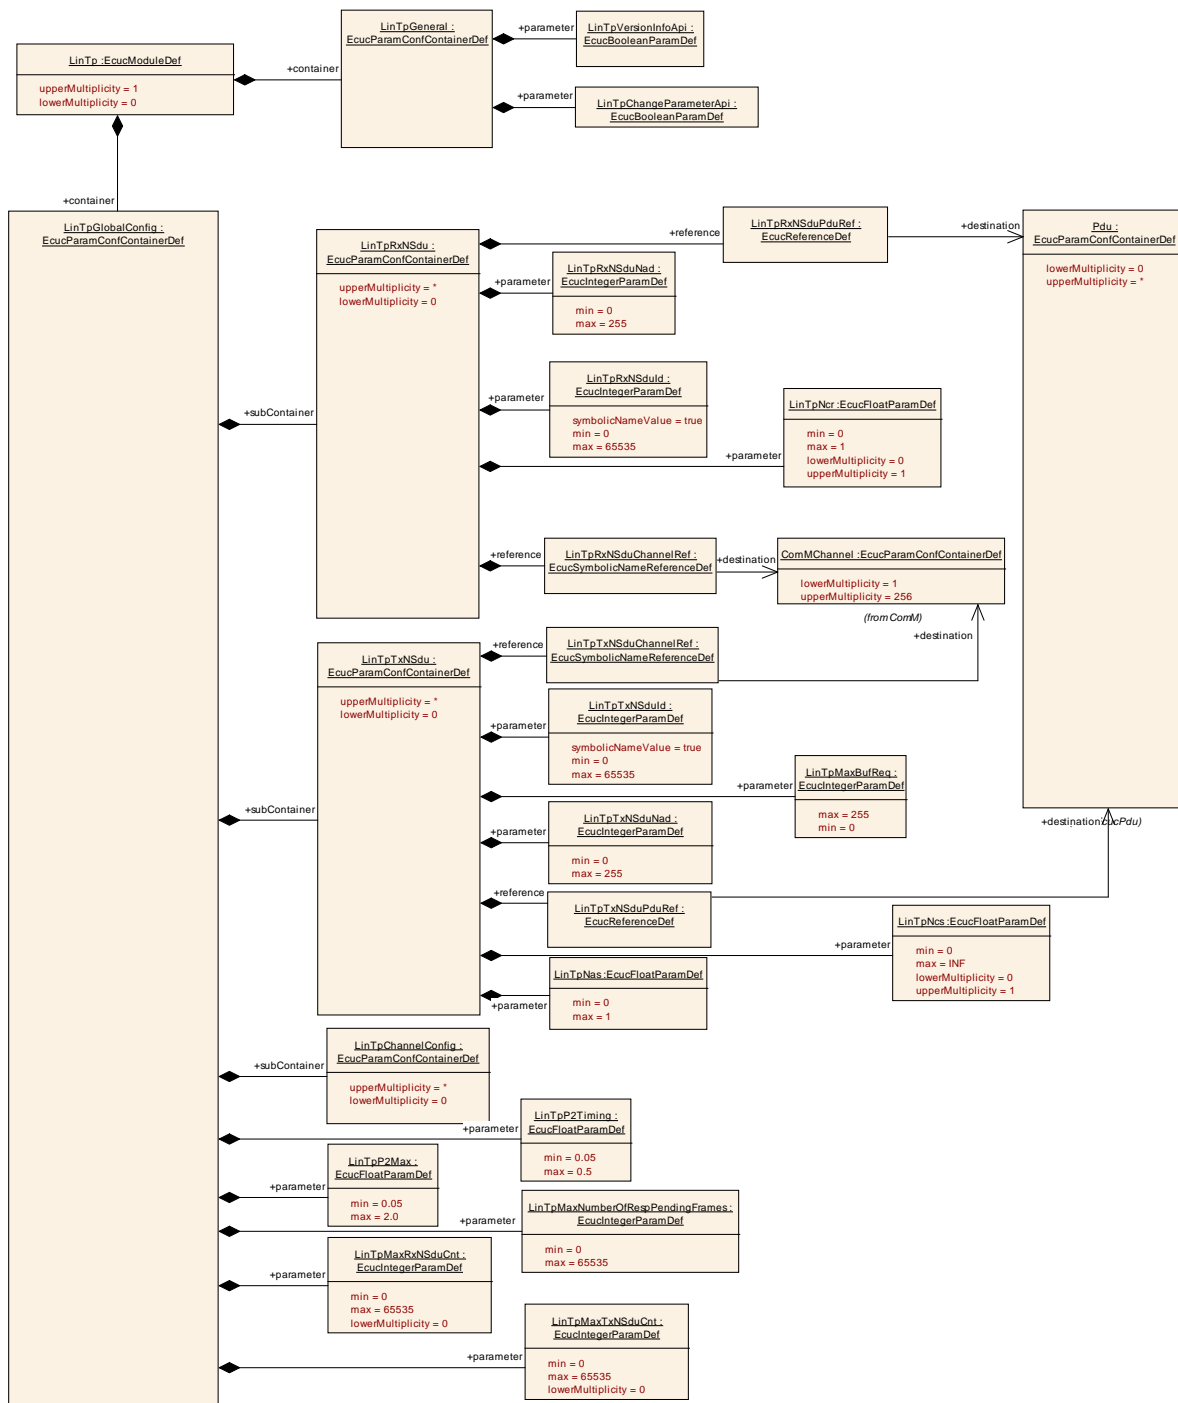 LinTp :EcucModuleDef
upperMultiplicity = 1
lowerMultiplicity = 0
+container
LinTpGeneral :
EcucParamConfContainerDef
+parameter
LinTpVersionInfoApi :
EcucBooleanParamDef
+parameter
LinTpChangeParameterApi :
EcucBooleanParamDef
+container
LinTpGlobalConfig :
EcucParamConfContainerDef
+subContainer
LinTpRxNSdu :
EcucParamConfContainerDef
upperMultiplicity = *
lowerMultiplicity = 0
+reference
LinTpRxNSduPduRef :
EcucReferenceDef
+destination
Pdu :
EcucParamConfContainerDef
lowerMultiplicity = 0
upperMultiplicity = *
+parameter
LinTpRxNSduNad :
EcucIntegerParamDef
min = 0
max = 255
+parameter
LinTpRxNSduId :
EcucIntegerParamDef
symbolicNameValue = true
min = 0
max = 65535
+parameter
LinTpNcr :EcucFloatParamDef
min = 0
max = 1
lowerMultiplicity = 0
upperMultiplicity = 1
+reference
LinTpRxNSduChannelRef :
EcucSymbolicNameReferenceDef
+destination
ComMChannel :EcucParamConfContainerDef
lowerMultiplicity = 1
upperMultiplicity = 256
(from ComM)
+destination
+subContainer
LinTpTxNSdu :
EcucParamConfContainerDef
upperMultiplicity = *
lowerMultiplicity = 0
+reference
LinTpTxNSduChannelRef :
EcucSymbolicNameReferenceDef
+parameter
LinTpTxNSduId :
EcucIntegerParamDef
symbolicNameValue = true
min = 0
max = 65535
+parameter
LinTpMaxBufReq :
EcucIntegerParamDef
max = 255
min = 0
+parameter
LinTpTxNSduNad :
EcucIntegerParamDef
min = 0
max = 255
+destination
+reference
LinTpTxNSduPduRef :
EcucReferenceDef
+parameter
LinTpNcs :EcucFloatParamDef
min = 0
max = INF
lowerMultiplicity = 0
upperMultiplicity = 1
+parameter
LinTpNas :EcucFloatParamDef
min = 0
max = 1
+subContainer
LinTpChannelConfig :
EcucParamConfContainerDef
upperMultiplicity = *
lowerMultiplicity = 0
+parameter
LinTpP2Timing :
EcucFloatParamDef
min = 0.05
max = 0.5
+parameter
LinTpP2Max :
EcucFloatParamDef
min = 0.05
max = 2.0
+parameter
LinTpMaxNumberOfRespPendingFrames :
EcucIntegerParamDef
min = 0
max = 65535
+parameter
LinTpMaxRxNSduCnt :
EcucIntegerParamDef
min = 0
max = 65535
lowerMultiplicity = 0
+parameter
LinTpMaxTxNSduCnt :
EcucIntegerParamDef
min = 0
max = 65535
lowerMultiplicity = 0